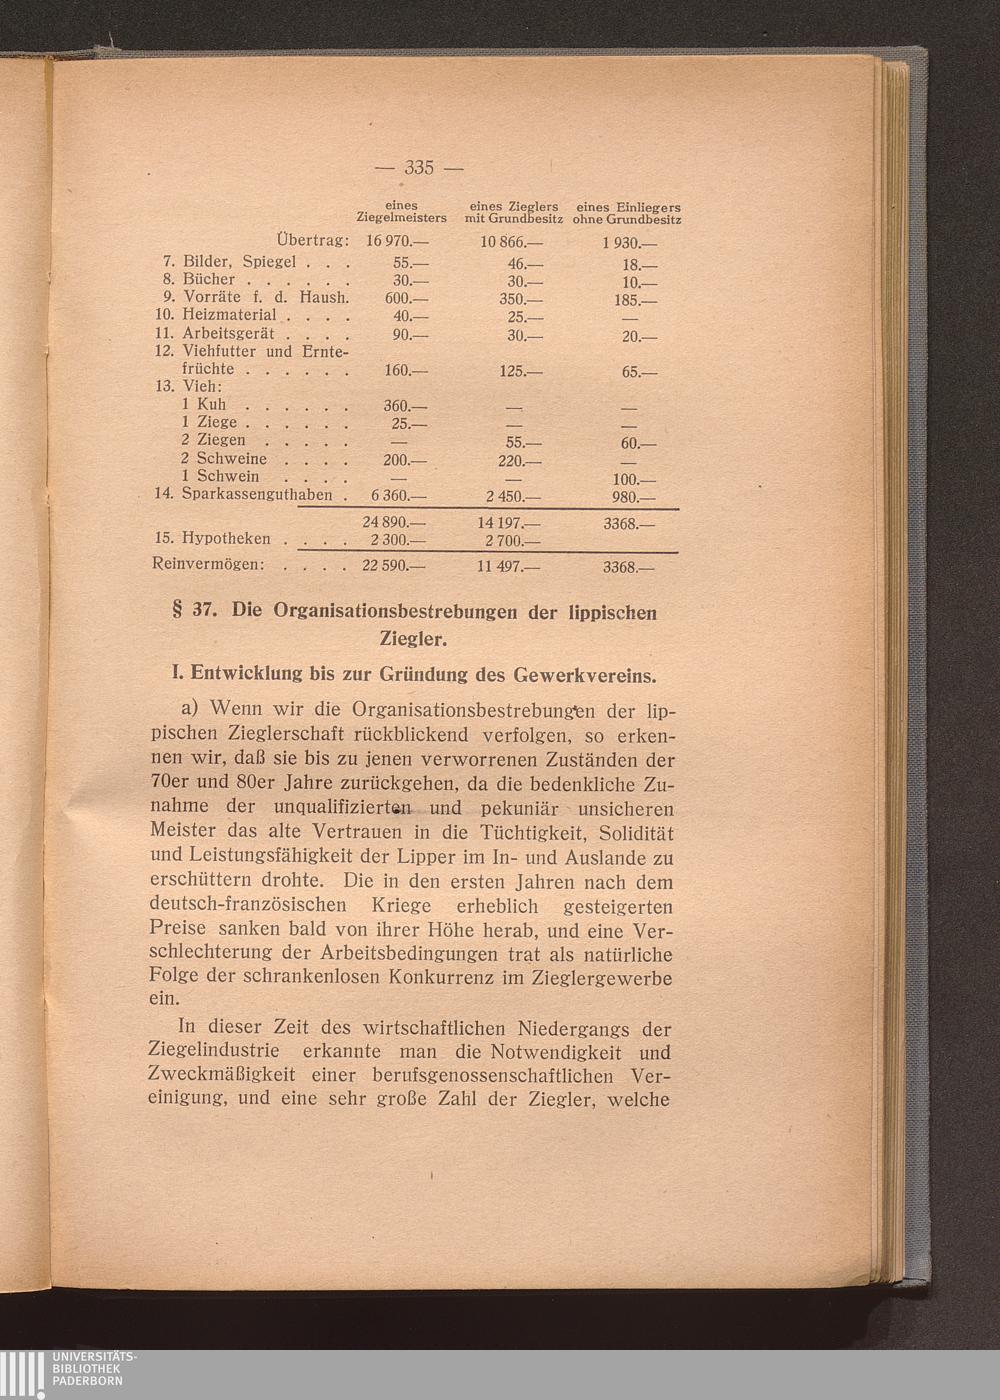 — 335 —
eines Ziegelmeisters eines Zieglers mit Grundbesitz eines Einliegers ohne Grundbesitz
Übertrag: 16 970.— 10 866.— 1 930.—
7. Bilder, Spiegel . . . 55.— 46.— 18.—
8. Bücher . . . . . . 30.— 30.— 10.—
9. Vorräte f. d. Haush. 600.— 350.— 185.—
10. Heizmaterial . . . . 40.— 25.— —
11. Arbeitsgerät . . . . 90.— 30.— 20.—
12. Viehfutter und Ernte-
früchte . . . . . . 160.— 125.— 65.—
13. Vieh:
1 Kuh . . . . . . 360.— — —
1 Ziege . . . . . . 25.— — —
2 Ziegen . . . . . — 55.— 60.—
2 Schweine . . . . 200.— 220.— —
1 Schwein . . . . — — 100.—
14. Sparkassenguthaben . 6 360.— 2 450.— 980.—
24 890.— 14 197.— 3368.—
15. Hypotheken . . . . 2 300.— 2 700.—
Reinvermögen: . . . . 22 590.— 11 497.— 3368.—
§ 37. Die Organisationsbestrebungen der lippischen
Ziegler.
I. Entwicklung bis zur Gründung des Gewerkvereins.
a) Wenn wir die Organisationsbestrebungen der lip-
pischen Zieglerschaft rückblickend verfolgen, so erken-
nen wir, daß sie bis zu jenen verworrenen Zuständen der
70er und 80er Jahre zurückgehen, da die bedenkliche Zu-
nahme der unqualifizierten und pekuniär unsicheren
Meister das alte Vertrauen in die Tüchtigkeit, Solidität
und Leistungsfähigkeit der Lipper im In- und Auslande zu
erschüttern drohte. Die in den ersten Jahren nach dem
deutsch-französischen Kriege erheblich gesteigerten
Preise sanken bald von ihrer Höhe herab, und eine Ver-
schlechterung der Arbeitsbedingungen trat als natürliche
Folge der schrankenlosen Konkurrenz im Zieglergewerbe
ein.
In dieser Zeit des wirtschaftlichen Niedergangs der
Ziegelindustrie erkannte man die Notwendigkeit und
Zweckmäßigkeit einer berufsgenossenschaftlichen Ver-
einigung, und eine sehr große Zahl der Ziegler, welche
UNIVERSITÄTS-
BIBLIOTHEK
PADERBORN